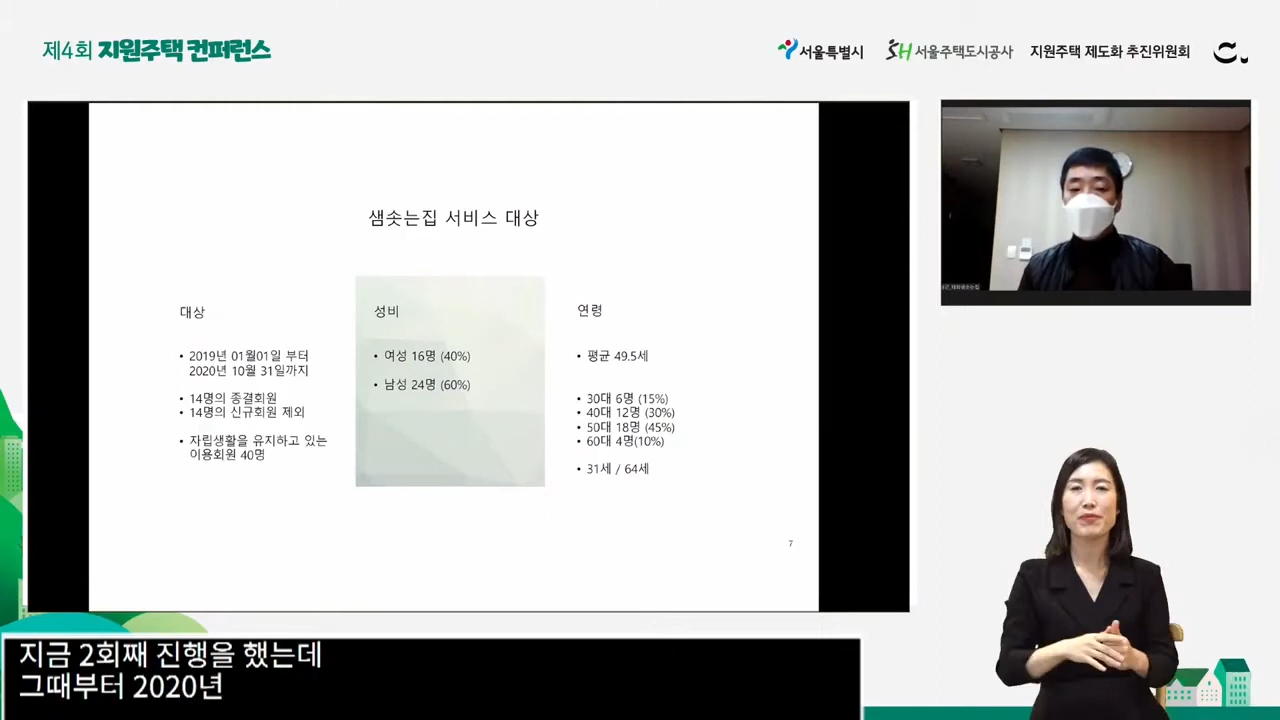 제4회 지원주택 컨퍼런스
서울특별시
SH 서울주택도시공사
지원주택 제도화 추진위원회
샘솟는집 서비스 대상
대상
• 2019년 01월01일 부터
2020년 10월 31일까지
• 14명의 종결회원
• 14명의 신규회원 제외
• 자립생활을 유지하고 있는
이용회원 40명
성비
• 여성 16명 (40%)
• 남성 24명 (60%)
연령
• 평균 49.5세
• 30대 6명 (15%)
• 40대 12명 (30%)
• 50대 18명 (45%)
• 60대 4명(10%)
• 31세 / 64세
7
지금 2회째 진행을 했는데
그때부터 2020년